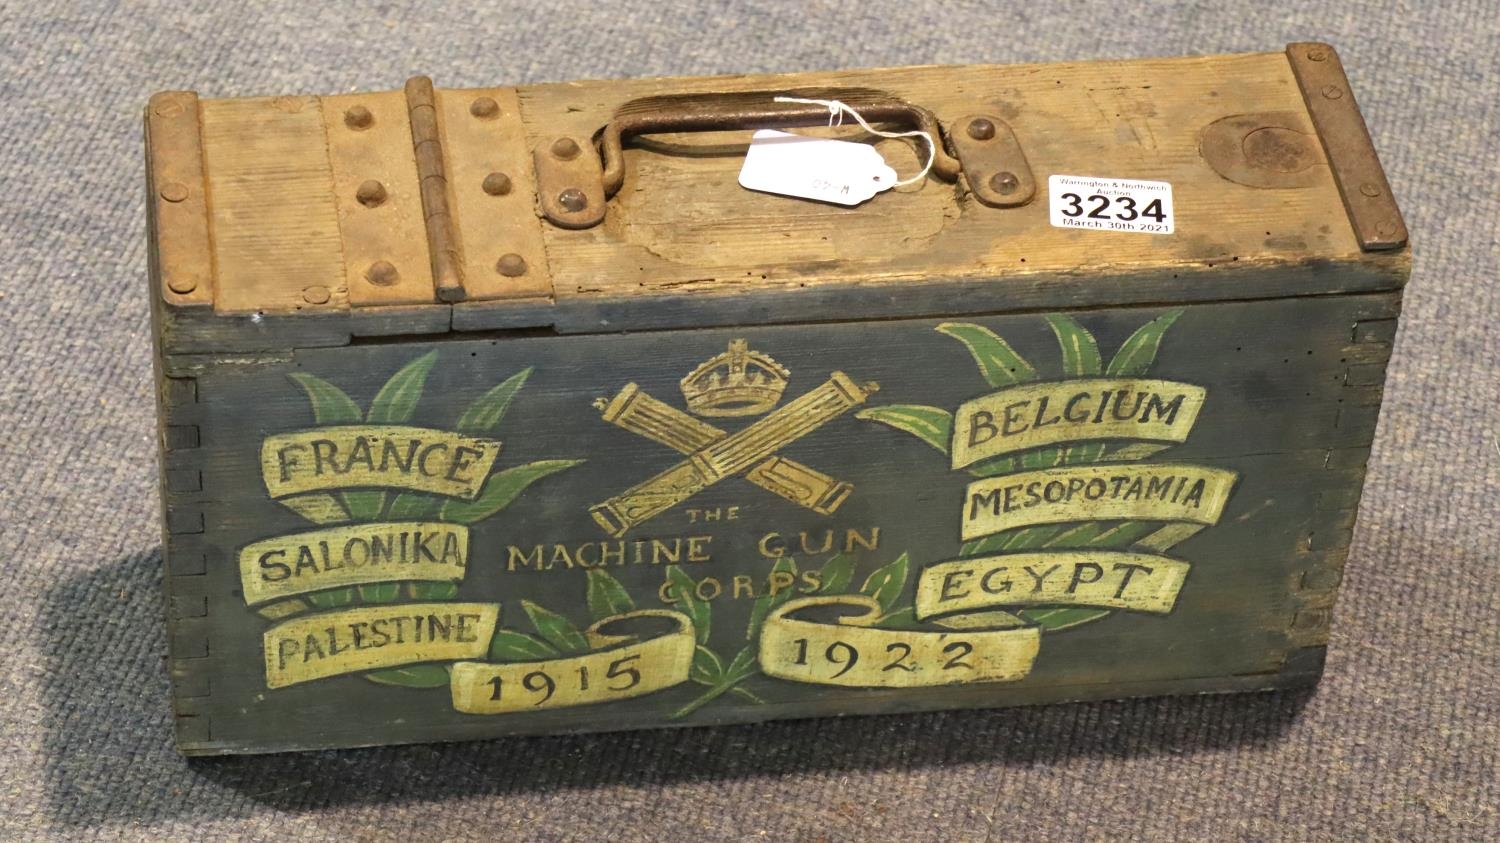 Warrington & Northwich
Auction
3234
March 30th 2021
FRANCE
SALONIKA
PALESTINE
THE
MACHINE GUN
CORPS
1915
1922
BELGIUM
MESOPOTAMIA
EGYPT